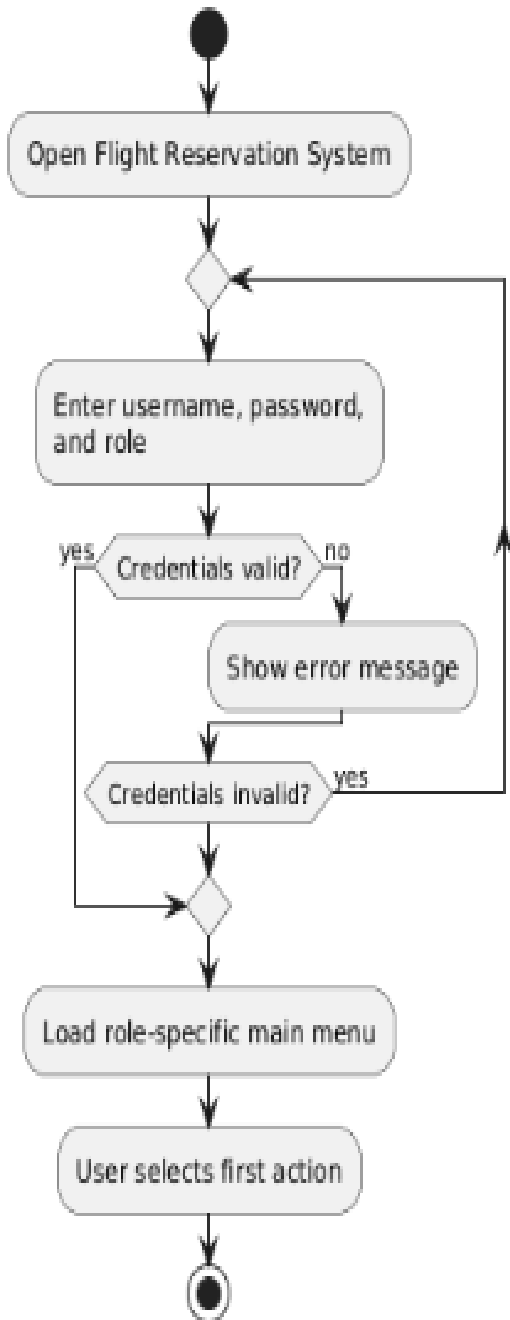 Open Flight Reservation System
Enter username, password,
and role
yes
Credentials valid?
no
Show error message
Credentials invalid?
yes
Load role-specific main menu
User selects first action